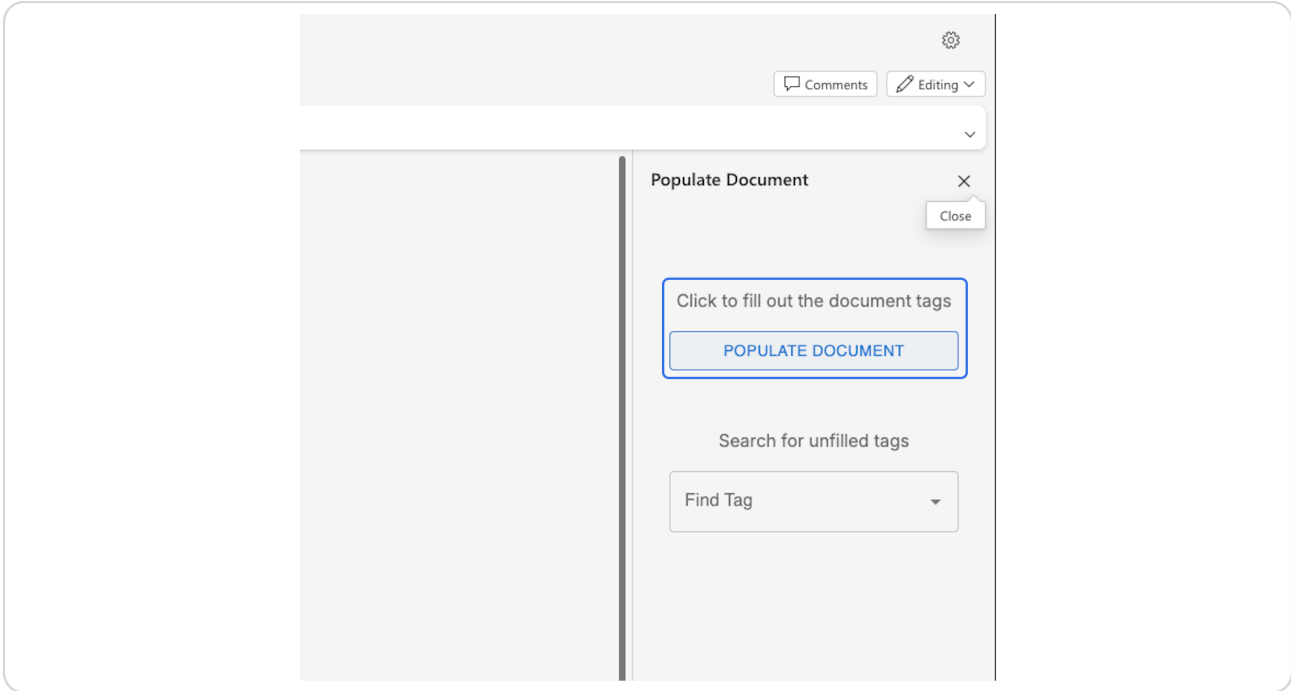 Comments
Editing
Populate Document
Close
Click to fill out the document tags
POPULATE DOCUMENT
Search for unfilled tags
Find Tag